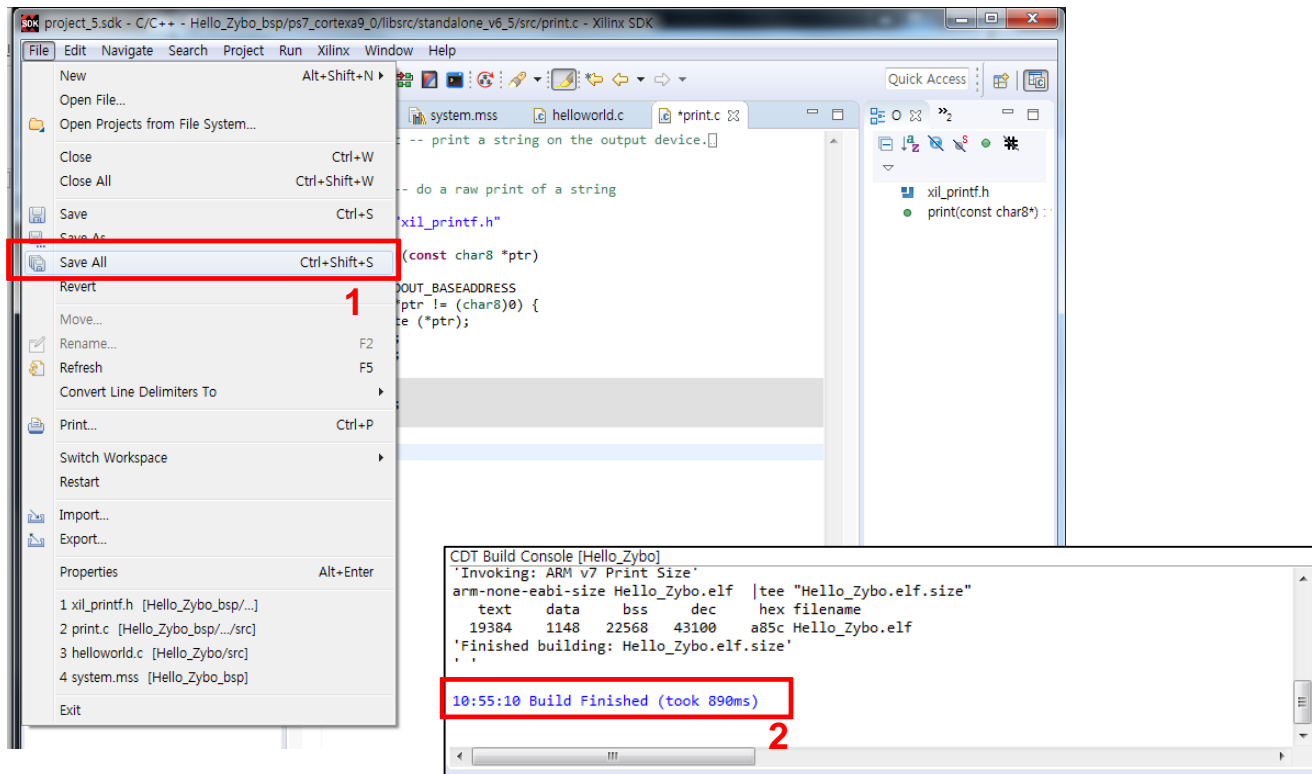 SDK project_5.sdk - C/C++ - Hello_Zybo_bsp/ps7_cortexa9_0/libsrc/standalone_v6_5/src/print.c - Xilinx SDK
File Edit Navigate Search Project Run Xilinx Window Help
Quick Access
New Alt+Shift+N
Open File...
Open Projects from File System...
Close Ctrl+W
Close All Ctrl+Shift+W
Save Ctrl+S
Save As...
Save All Ctrl+Shift+S
1
Revert
Move...
Rename... F2
Refresh F5
Convert Line Delimiters To
Print... Ctrl+P
Switch Workspace
Restart
Import...
Export...
Properties Alt+Enter
1 xil_printf.h [Hello_Zybo_bsp/...]
2 print.c [Hello_Zybo_bsp/.../src]
3 helloworld.c [Hello_Zybo/src]
4 system.mss [Hello_Zybo_bsp]
Exit
system.mss helloworld.c *print.c
-- print a string on the output device.
-- do a raw print of a string
"xil_printf.h"
(const char8 *ptr)
OUT_BASEADDRESS
*ptr != (char8)0) {
te (*ptr);
O
2
xil_printf.h
print(const char8*) :
CDT Build Console [Hello_Zybo]
'Invoking: ARM v7 Print Size'
arm-none-eabi-size Hello_Zybo.elf |tee "Hello_Zybo.elf.size"
text data bss dec hex filename
19384 1148 22568 43100 a85c Hello_Zybo.elf
'Finished building: Hello_Zybo.elf.size'
' '
10:55:10 Build Finished (took 890ms)
2